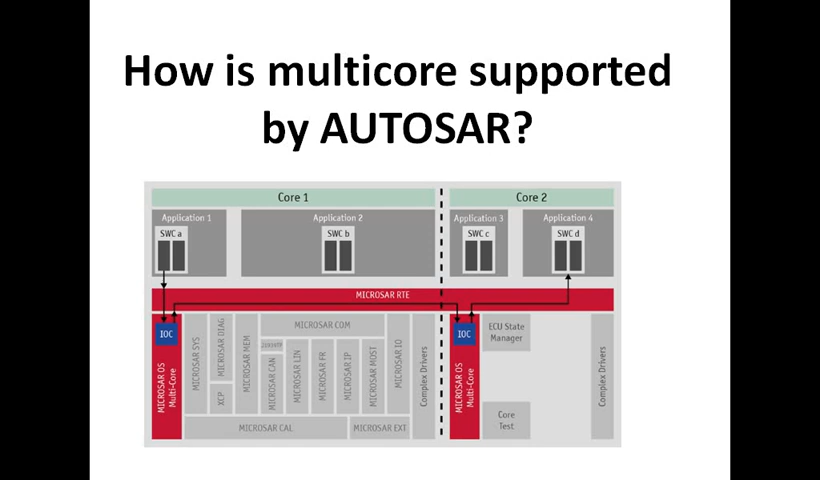 How is multicore supported
by AUTOSAR?
Core 1
Core 2
Application 1
Application 2
Application 3
Application 4
SWC a
SWC b
SWC c
SWC d
MICROSAR RTE
IOC
MICROSAR OS
Multi-Core
MICROSAR SYS
MICROSAR DIAG
XCP
MICROSAR MEM
MICROSAR COM
MICROSAR CAN
MICROSAR LIN
MICROSAR FR
MICROSAR IP
MICROSAR MOST
MICROSAR IO
Complex Drivers
MICROSAR CAL
MICROSAR EXT
IOC
MICROSAR OS
Multi-Core
ECU State
Manager
Core
Test
Complex Drivers